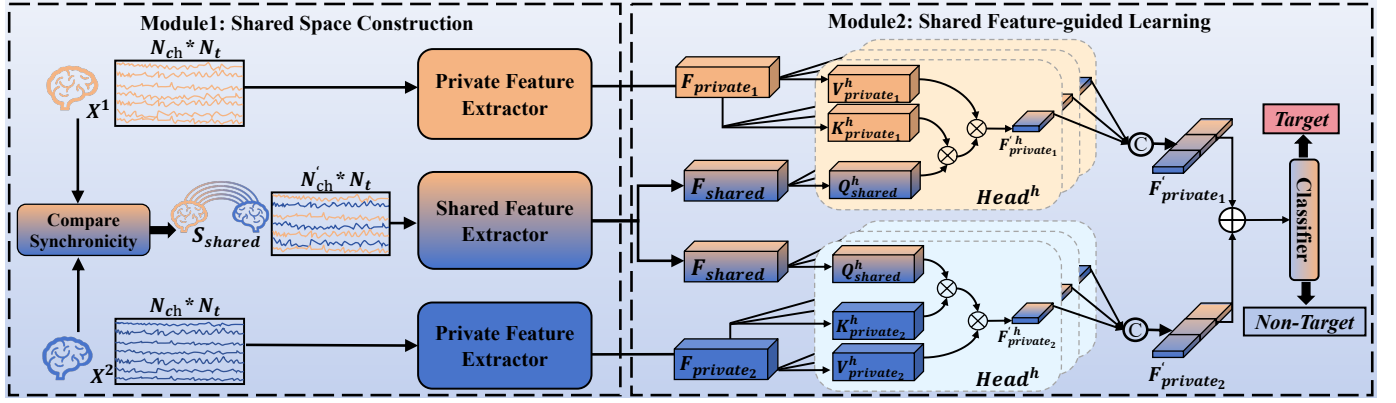 Module1: Shared Space Construction
N_ch * N_t
X^1
Private Feature
Extractor
Compare
Synchronicity
S_shared
N'_ch * N_t
Shared Feature
Extractor
N_ch * N_t
X^2
Private Feature
Extractor
Module2: Shared Feature-guided Learning
F_private_1
V^h_private_1
K^h_private_1
F'^h_private_1
F_shared
Q^h_shared
Head^h
C
F'_private_1
F_shared
Q^h_shared
K^h_private_2
F'^h_private_2
F_private_2
V^h_private_2
Head^h
C
F'_private_2
Target
Classifier
Non-Target